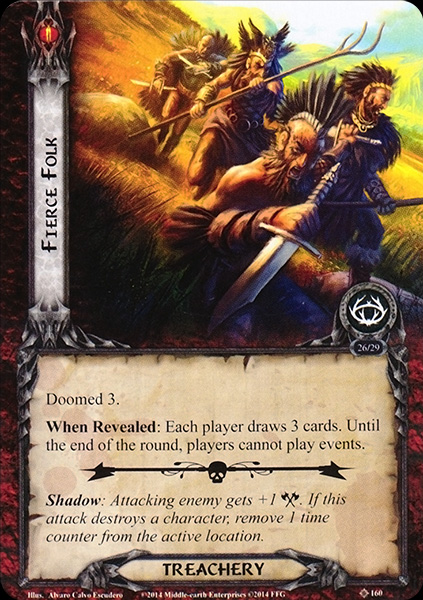 FIERCE FOLK
26/29
Doomed 3.
When Revealed: Each player draws 3 cards. Until
the end of the round, players cannot play events.
Shadow: Attacking enemy gets +1 . If this
attack destroys a character, remove 1 time
counter from the active location.
TREACHERY
Illus. Alvaro Calvo Escudero ©2014 Middle-earth Enterprises ©2014 FFG 160